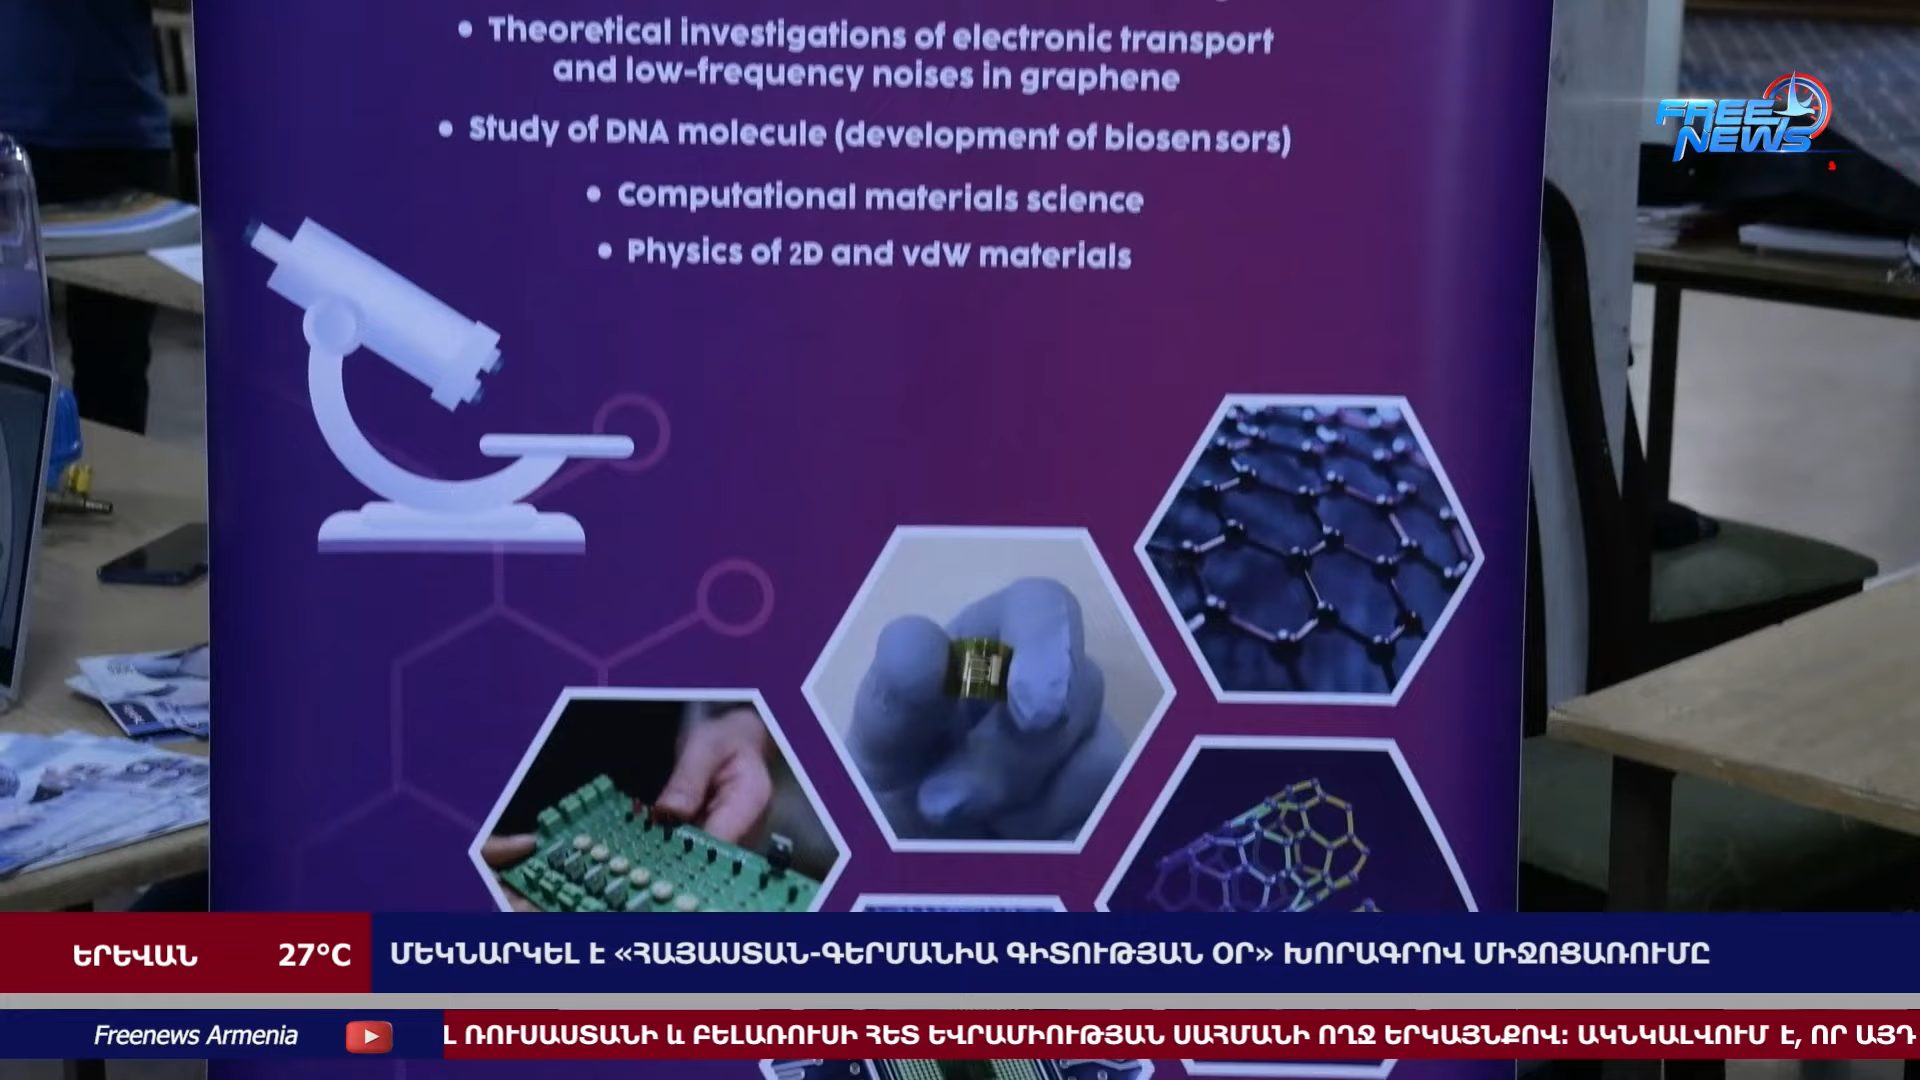 • Theoretical investigations of electronic transport
and low-frequency noises in graphene
• Study of DNA molecule (development of biosensors)
• Computational materials science
• Physics of 2D and vdW materials
FREE
NEWS
ԵՐԵՎԱՆ 27°C ՄԵԿՆԱՐԿԵԼ Է «ՀԱՅԱՍՏԱՆ-ԳԵՐՄԱՆԻԱ ԳԻՏՈՒԹՅԱՆ ՕՐ» ԽՈՐԱԳՐՈՎ ՄԻՋՈՑԱՌՈՒՄԸ
Freenews Armenia Լ ՌՈՒՍԱՍՏԱՆԻ և ԲԵԼԱՌՈՒՍԻ ՀԵՏ ԵՎՐԱՄԻՈՒԹՅԱՆ ՍԱՀՄԱՆԻ ՈՂՋ ԵՐԿԱՅՆՔՈՎ: ԱԿՆԿԱԼՎՈՒՄ Է, ՈՐ ԱՅԴ